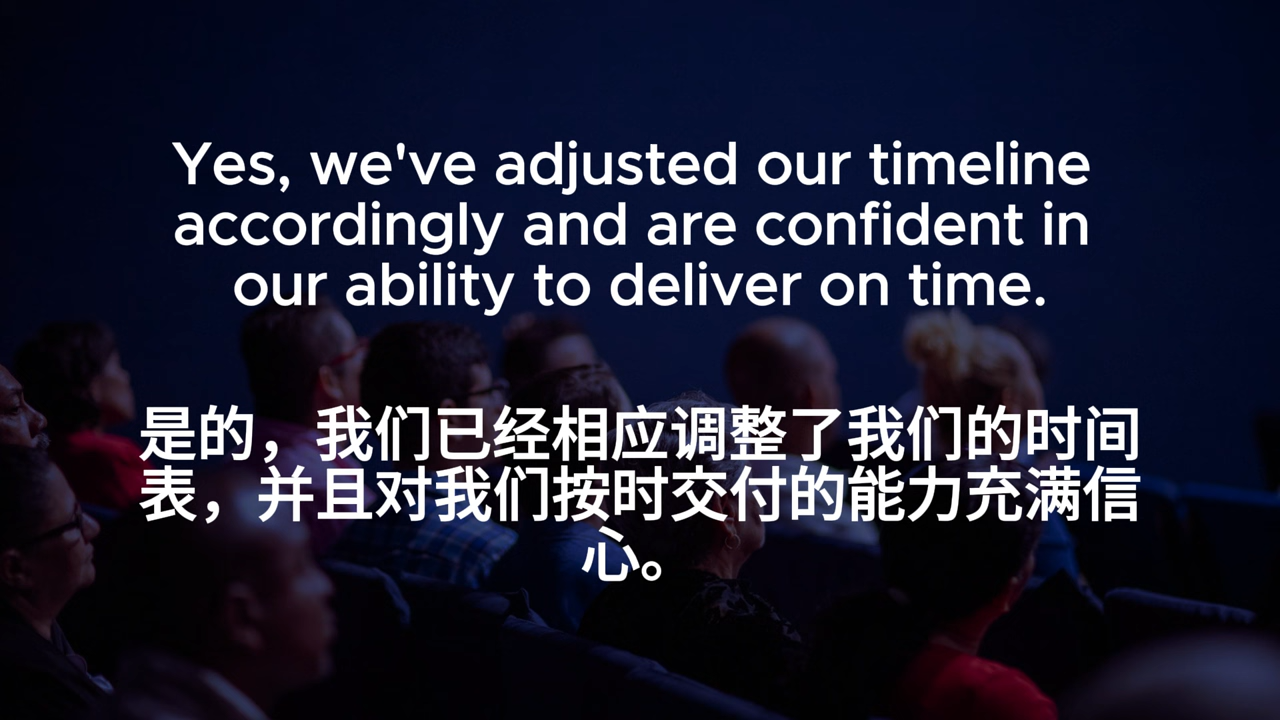 Yes, we've adjusted our timeline
accordingly and are confident in
our ability to deliver on time.
是的，我们已经相应调整了我们的时间
表，并且对我们按时交付的能力充满信
心。